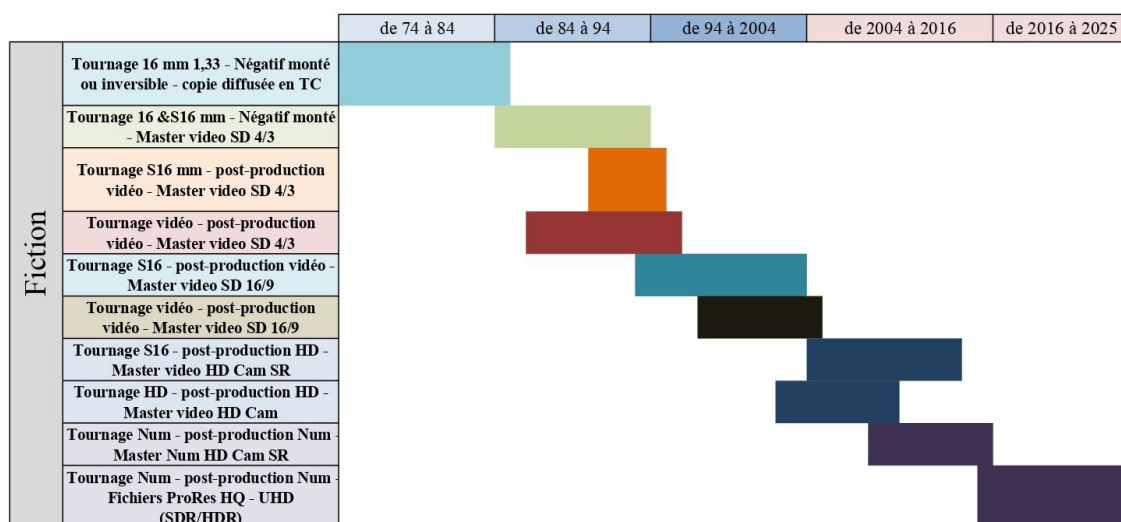 de 74 à 84 de 84 à 94 de 94 à 2004 de 2004 à 2016 de 2016 à 2025
Fiction
Tournage 16 mm 1,33 - Négatif monté
ou inversible - copie diffusée en TC
Tournage 16 &S16 mm - Négatif monté
- Master video SD 4/3
Tournage S16 mm - post-production
vidéo - Master video SD 4/3
Tournage vidéo - post-production
vidéo - Master video SD 4/3
Tournage S16 - post-production vidéo -
Master video SD 16/9
Tournage vidéo - post-production
vidéo - Master video SD 16/9
Tournage S16 - post-production HD -
Master video HD Cam SR
Tournage HD - post-production HD -
Master video HD Cam
Tournage Num - post-production Num -
Master Num HD Cam SR
Tournage Num - post-production Num -
Fichiers ProRes HQ - UHD
(SDR/HDR)